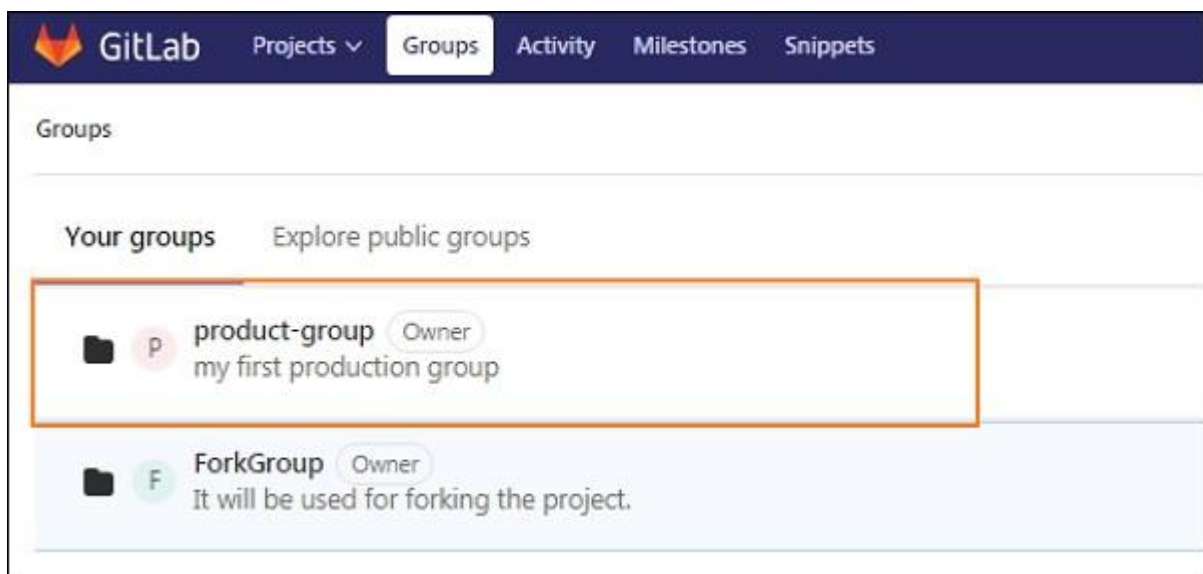 GitLab Projects Groups Activity Milestones Snippets
Groups
Your groups Explore public groups
P product-group Owner
my first production group
F ForkGroup Owner
It will be used for forking the project.